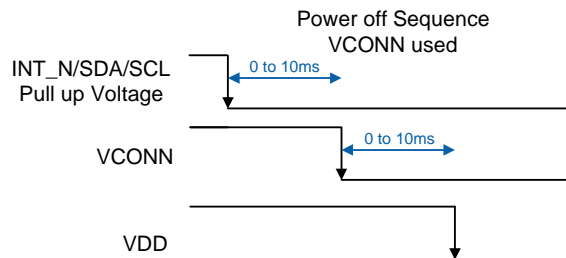 Power off Sequence
VCONN used
INT_N/SDA/SCL
Pull up Voltage
0 to 10ms
VCONN
0 to 10ms
VDD